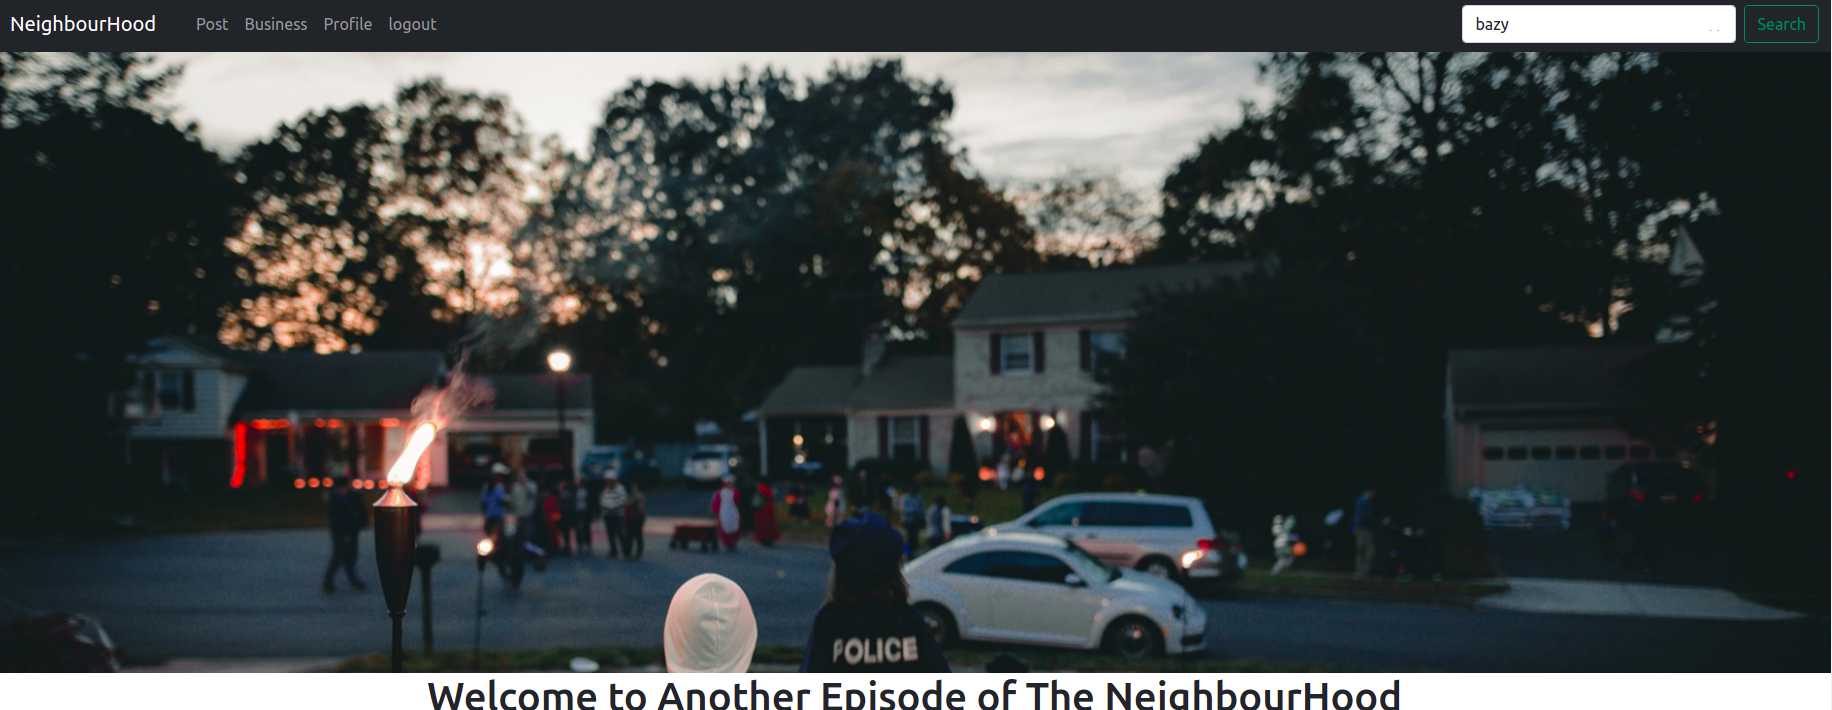 NeighbourHood Post Business Profile logout bazy Search
POLICE
Welcome to Another Episode of The NeighbourHood